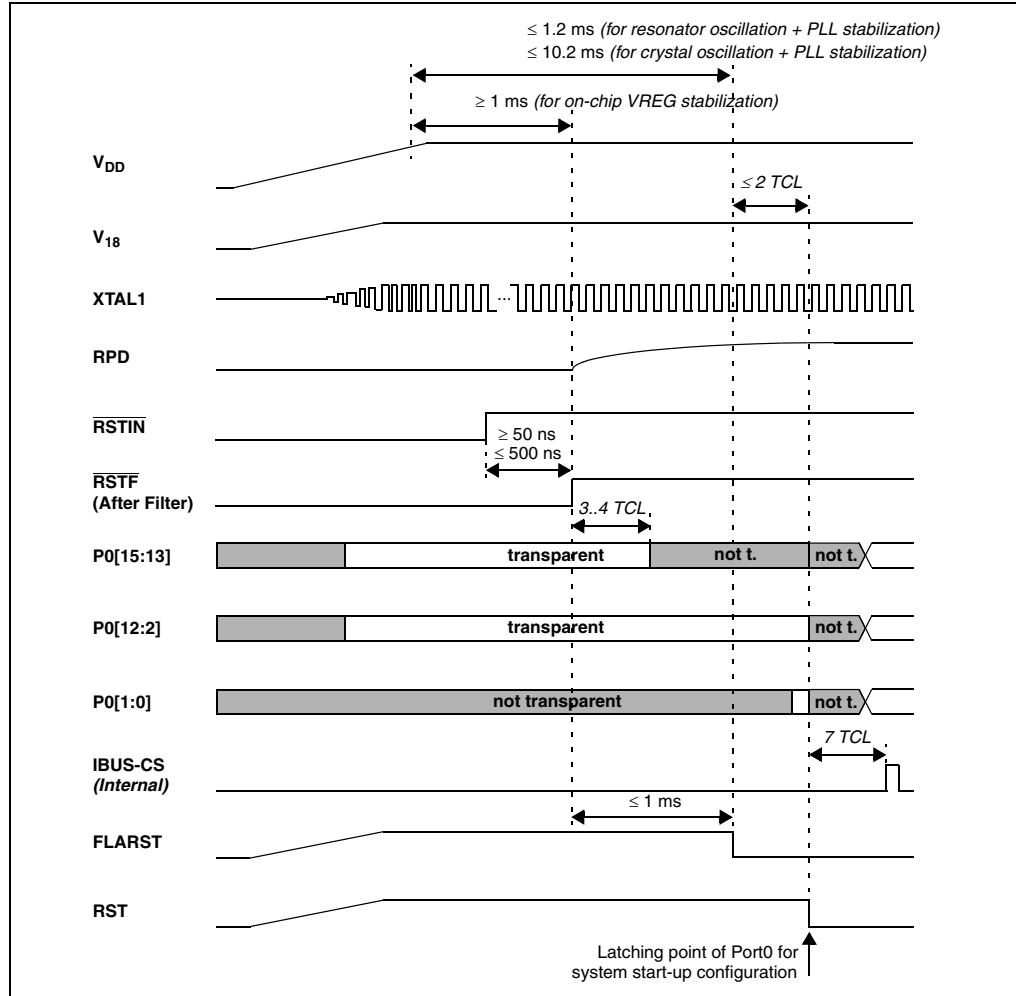 ≤ 1.2 ms (for resonator oscillation + PLL stabilization)
≤ 10.2 ms (for crystal oscillation + PLL stabilization)
≥ 1 ms (for on-chip VREG stabilization)
VDD
≤ 2 TCL
V18
XTAL1
...
RPD
RSTIN
≥ 50 ns
≤ 500 ns
RSTF
(After Filter)
3..4 TCL
P0[15:13]
transparent
not t.
not t.
P0[12:2]
transparent
not t.
P0[1:0]
not transparent
not t.
7 TCL
IBUS-CS
(Internal)
≤ 1 ms
FLARST
RST
Latching point of Port0 for
system start-up configuration